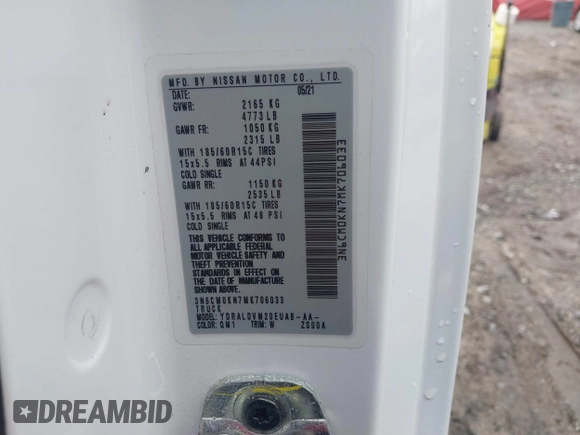 MFD. BY NISSAN MOTOR CO., LTD.
DATE: 05/21
GVWR: 2165 KG
4773 LB
GAWR FR: 1050 KG
2315 LB
WITH 185/60R15C TIRES
15x5.5 RIMS AT 44PSI
COLD SINGLE
GAWR RR: 1150 KG
2535 LB
WITH 185/60R15C TIRES
15x5.5 RIMS AT 48 PSI
COLD SINGLE
THIS VEHICLE CONFORMS TO
ALL APPLICABLE FEDERAL
MOTOR VEHICLE SAFETY AND
THEFT PREVENTION
STANDARDS IN EFFECT ON
THE DATE OF MANUFACTURE
SHOWN ABOVE.
3N6CM0KN7MK706033
TRUCK
MODEL: YDRALDVM20EUAB-AA-
COLOR: QM1 TRIM: W ZS00A
3N6CM0KN7MK706033
DREAMBID